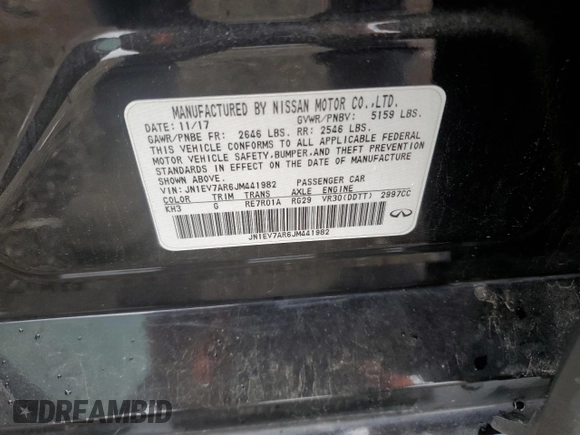 MANUFACTURED BY NISSAN MOTOR CO.,LTD.
DATE: 11/17 GVWR/PNBV: 5159 LBS.
GAWR/PNBE FR: 2646 LBS. RR: 2546 LBS.
THIS VEHICLE CONFORMS TO ALL APPLICABLE FEDERAL
MOTOR VEHICLE SAFETY,BUMPER,AND THEFT PREVENTION
STANDARDS IN EFFECT ON THE DATE OF MANUFACTURE
SHOWN ABOVE.
VIN: JN1EV7AR6JM441982 PASSENGER CAR
COLOR TRIM TRANS AXLE ENGINE
KH3 G RE7R01A RG29 VR30(DDTT) 2997CC
JN1EV7AR6JM441982
DREAMBID